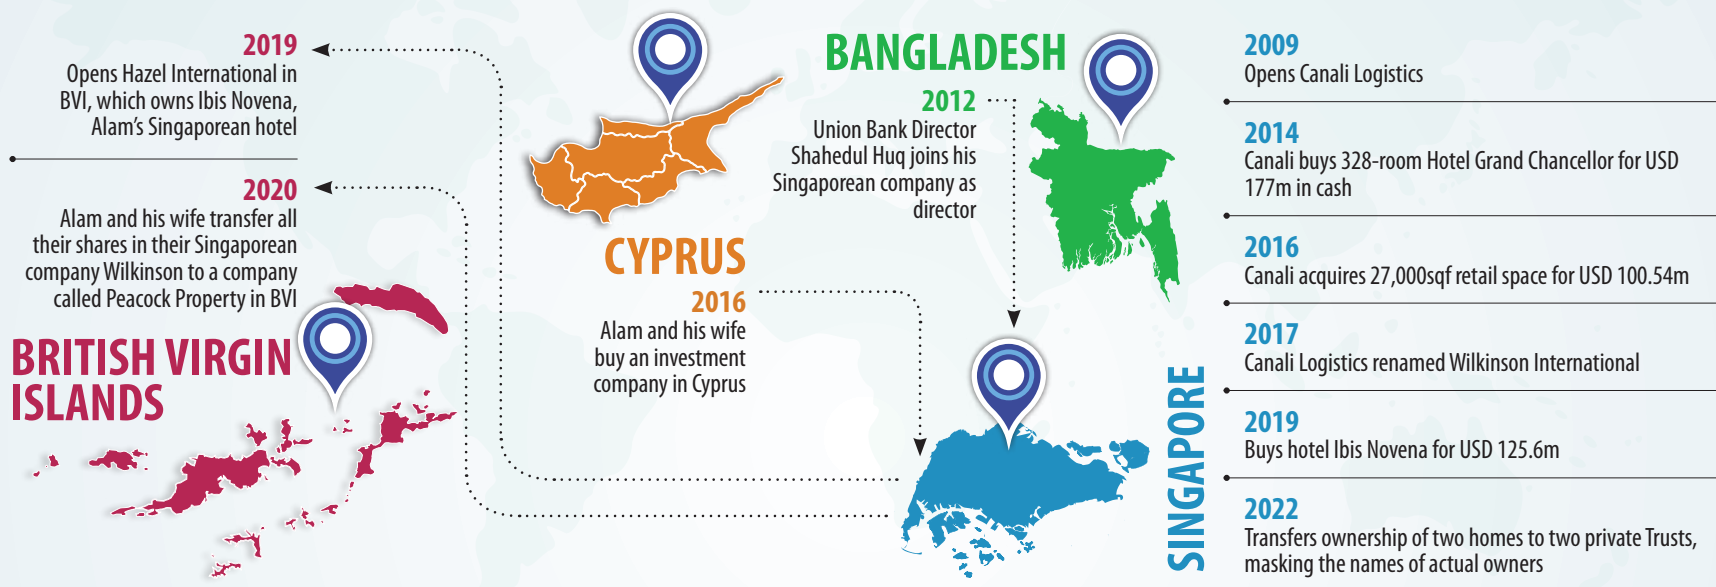 2019
Opens Hazel International in
BVI, which owns Ibis Novena,
Alam’s Singaporean hotel
2020
Alam and his wife transfer all
their shares in their Singaporean
company Wilkinson to a company
called Peacock Property in BVI
BRITISH VIRGIN
ISLANDS
CYPRUS
2016
Alam and his wife
buy an investment
company in Cyprus
BANGLADESH
2012
Union Bank Director
Shahedul Huq joins his
Singaporean company as
director
SINGAPORE
2009
Opens Canali Logistics
2014
Canali buys 328-room Hotel Grand Chancellor for USD
177m in cash
2016
Canali acquires 27,000sqf retail space for USD 100.54m
2017
Canali Logistics renamed Wilkinson International
2019
Buys hotel Ibis Novena for USD 125.6m
2022
Transfers ownership of two homes to two private Trusts,
masking the names of actual owners